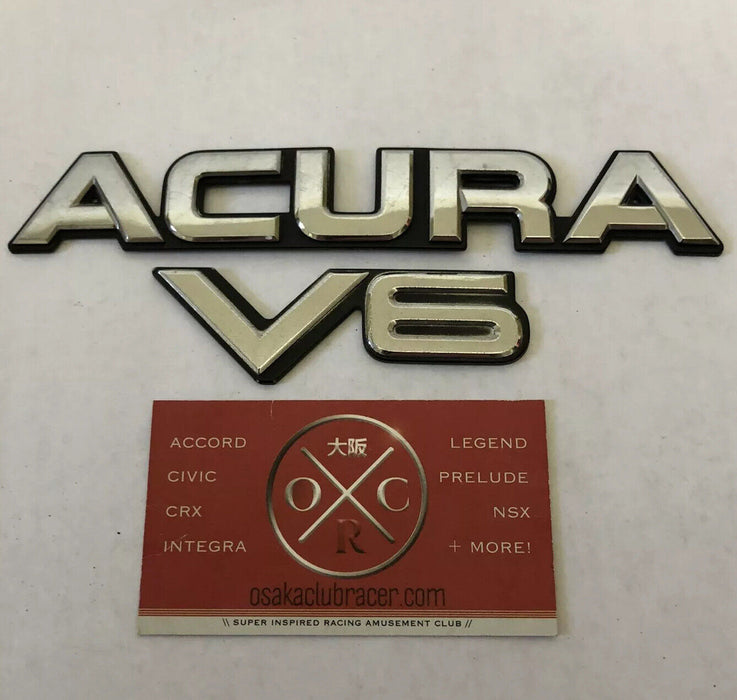 ACURA
V6
ACCORD
CIVIC
CRX
INTEGRA
大阪
O C
R
LEGEND
PRELUDE
NSX
+ MORE!
osakaclubracer.com
\\ SUPER INSPIRED RACING AMUSEMENT CLUB //